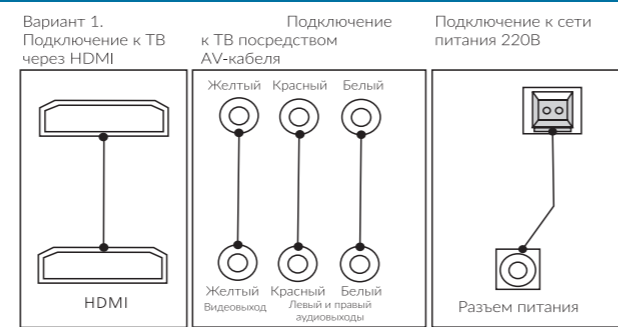 Вариант 1.
Подключение к ТВ
через HDMI
Подключение
к ТВ посредством
AV-кабеля
Подключение к сети
питания 220В
Желтый Красный Белый
Желтый Красный Белый
Видеовыход
Левый и правый
аудиовыходы
HDMI
Разъем питания